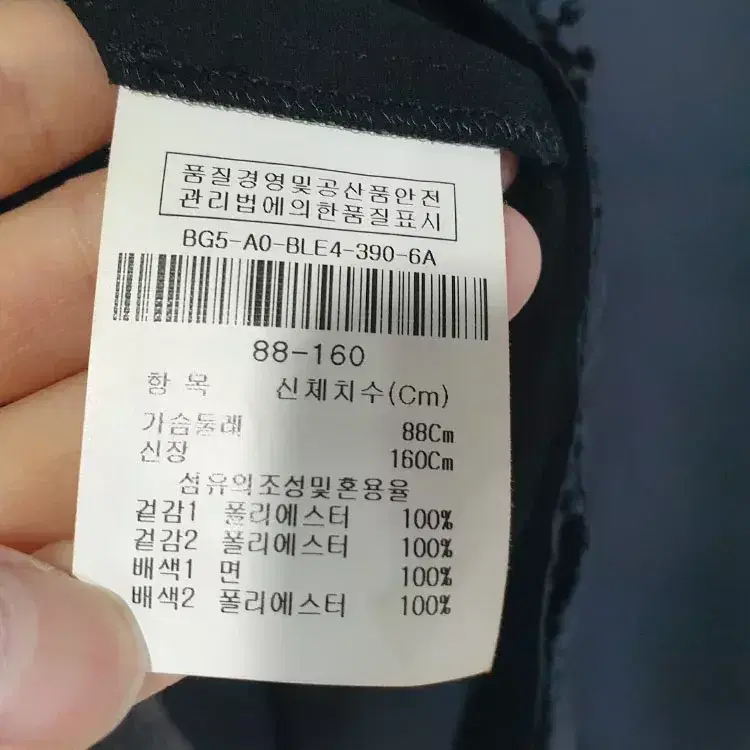 품질경영및공산품안전
관리법에의한품질표시
BG5-A0-BLE4-390-6A
88-160
항 목 신체치수(Cm)
가슴둘레 88Cm
신장 160Cm
섬유의조성및혼용율
겉감1 폴리에스터 100%
겉감2 폴리에스터 100%
배색1 면 100%
배색2 폴리에스터 100%